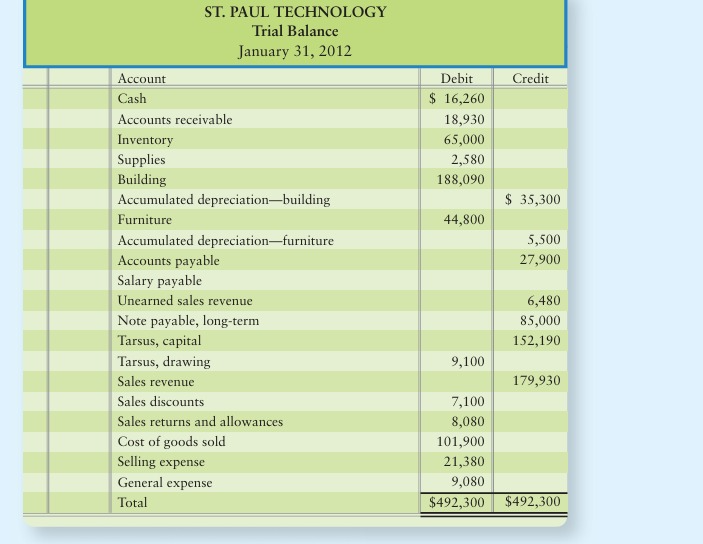 ST. PAUL TECHNOLOGY
Trial Balance
January 31, 2012
Account Debit Credit
Cash $ 16,260
Accounts receivable 18,930
Inventory 65,000
Supplies 2,580
Building 188,090
Accumulated depreciation—building $ 35,300
Furniture 44,800
Accumulated depreciation—furniture 5,500
Accounts payable 27,900
Salary payable
Unearned sales revenue 6,480
Note payable, long-term 85,000
Tarsus, capital 152,190
Tarsus, drawing 9,100
Sales revenue 179,930
Sales discounts 7,100
Sales returns and allowances 8,080
Cost of goods sold 101,900
Selling expense 21,380
General expense 9,080
Total $492,300 $492,300